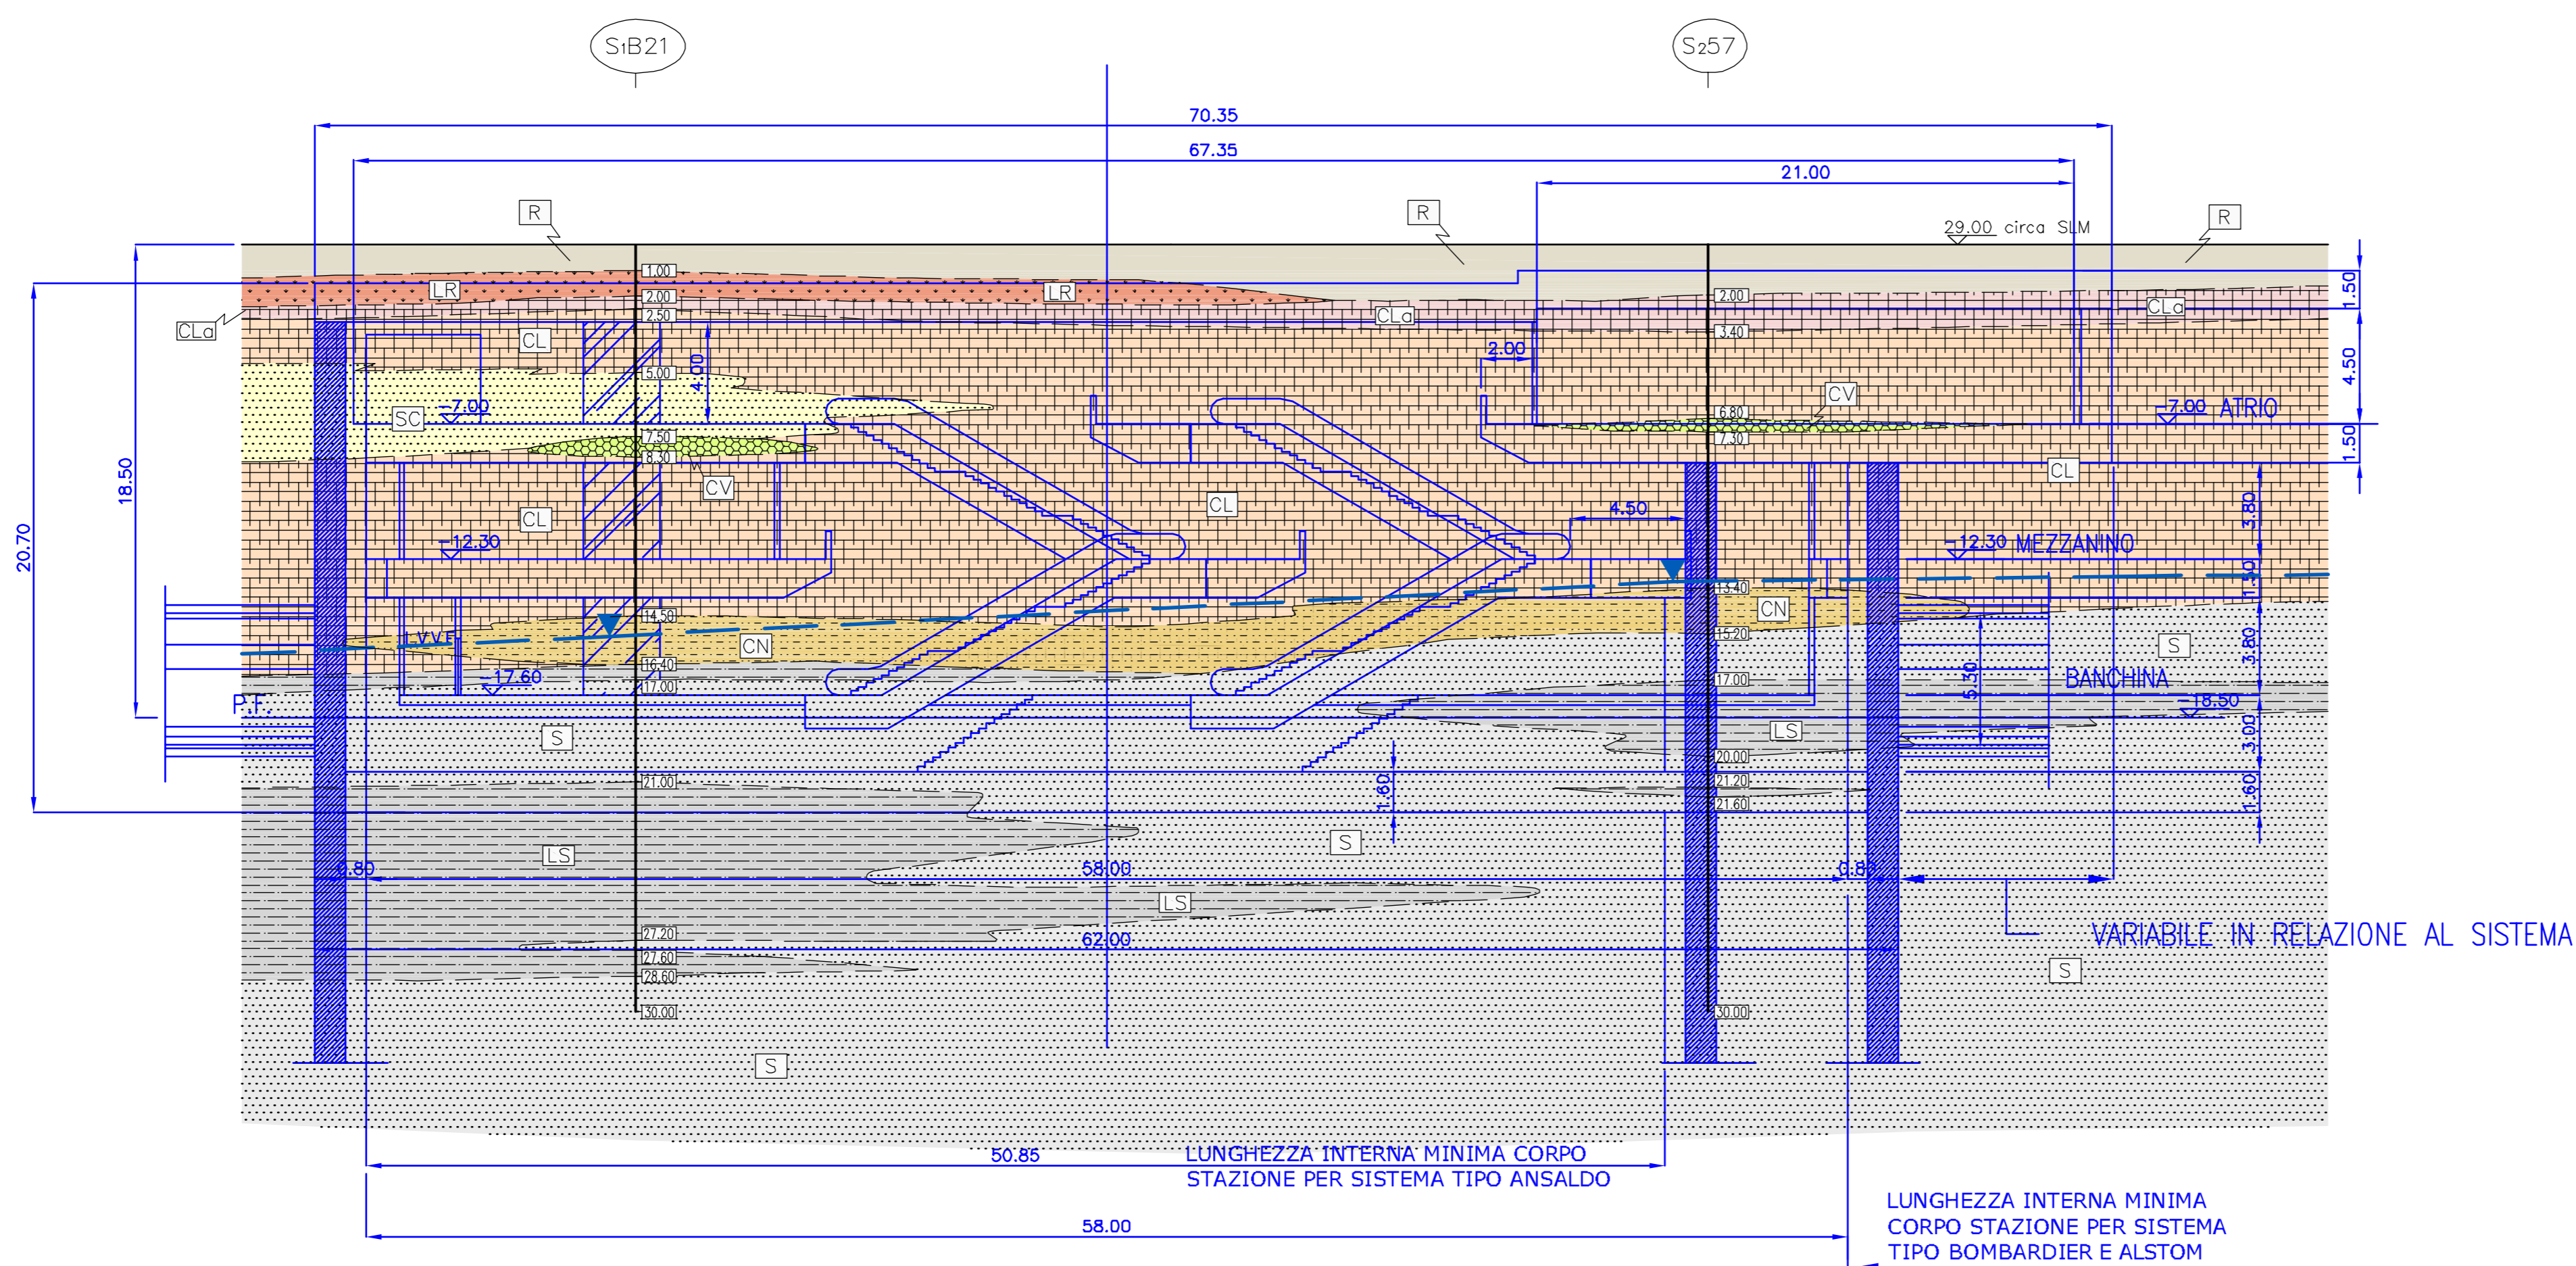 S1B21
S257
70.35
67.35
21.00
R
R
R
29.00 circa SLM
1.00
LR
LR
2.00
2.00
1.50
CLa
CLa
CLa
2.50
3.40
CL
2.00
5.00
4.00
4.50
CV
SC
-7.00
6.80
-7.00 ATRIO
7.50
7.30
8.30
1.50
CV
CL
18.50
CL
CL
4.50
3.80
20.70
-12.30
-12.30 MEZZANINO
14.50
13.40
1.50
CN
CN
15.20
S
3.80
16.40
-17.60
17.00
17.00
5.30
BANCHINA
P.F.
-18.50
S
LS
3.00
20.00
21.00
21.20
1.60
1.60
21.60
LS
S
0.80
58.00
0.80
LS
27.20
62.00
VARIABILE IN RELAZIONE AL SISTEMA
27.60
28.60
S
30.00
30.00
S
50.85
LUNGHEZZA INTERNA MINIMA CORPO
STAZIONE PER SISTEMA TIPO ANSALDO
58.00
LUNGHEZZA INTERNA MINIMA
CORPO STAZIONE PER SISTEMA
TIPO BOMBARDIER E ALSTOM